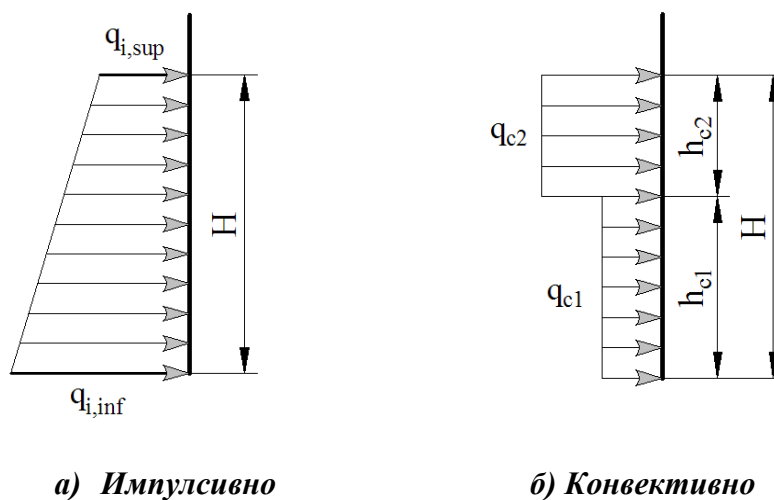 q_{i,sup}
H
q_{i,inf}
q_{c2}
h_{c2}
q_{c1}
h_{c1}
H
а) Импулсивно
б) Конвективно